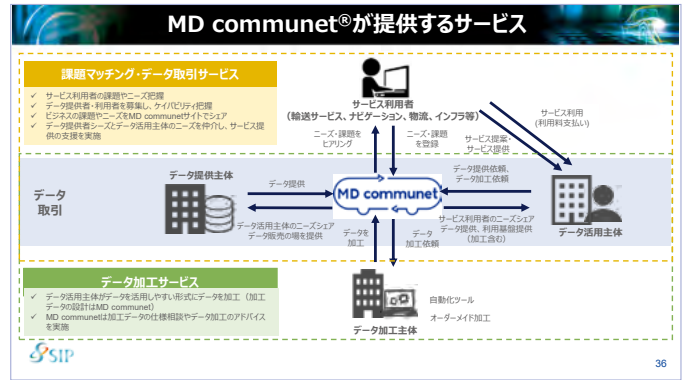 MD communet®が提供するサービス
課題マッチング・データ取引サービス
✓ サービス利用者の課題やニーズ把握
✓ データ提供者・利用者を募集し、ケイパビリティ把握
✓ ビジネスの課題やニーズをMD communetサイトでシェア
✓ データ提供者シーズとデータ活用主体のニーズを仲介し、サービス提
供の支援を実施
サービス利用者
（輸送サービス、ナビゲーション、物流、インフラ等）
ニーズ・課題を
ヒアリング
ニーズ・課題
を登録
サービス提案・
サービス提供
サービス利用
（利用料支払い）
データ
取引
データ提供主体
データ提供
MD communet
データ提供依頼、
データ加工依頼
データ活用主体のニーズシェア
データ販売の場を提供
サービス利用者のニーズシェア
データ提供、利用基盤提供
（加工含む）
データ活用主体
データを
加工
データ
加工依頼
データ加工サービス
✓ データ活用主体がデータを活用しやすい形式にデータを加工（加工
データの設計はMD communet）
✓ MD communetは加工データの仕様相談やデータ加工のアドバイス
を実施
自動化ツール
オーダーメイド加工
データ加工主体
SIP
36